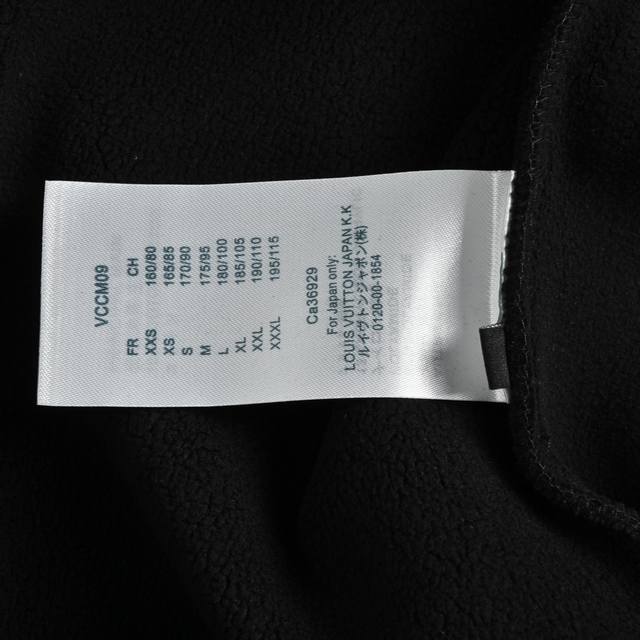 VCCM09
FR CH
XXS 160/80
XS 165/85
S 170/90
M 175/95
L 180/100
XL 185/105
XXL 190/110
XXXL 195/115
Ca36929
For Japan only:
LOUIS VUITTON JAPAN K.K
ルイ・ヴィトンジャパン(株)
0120-00-1854